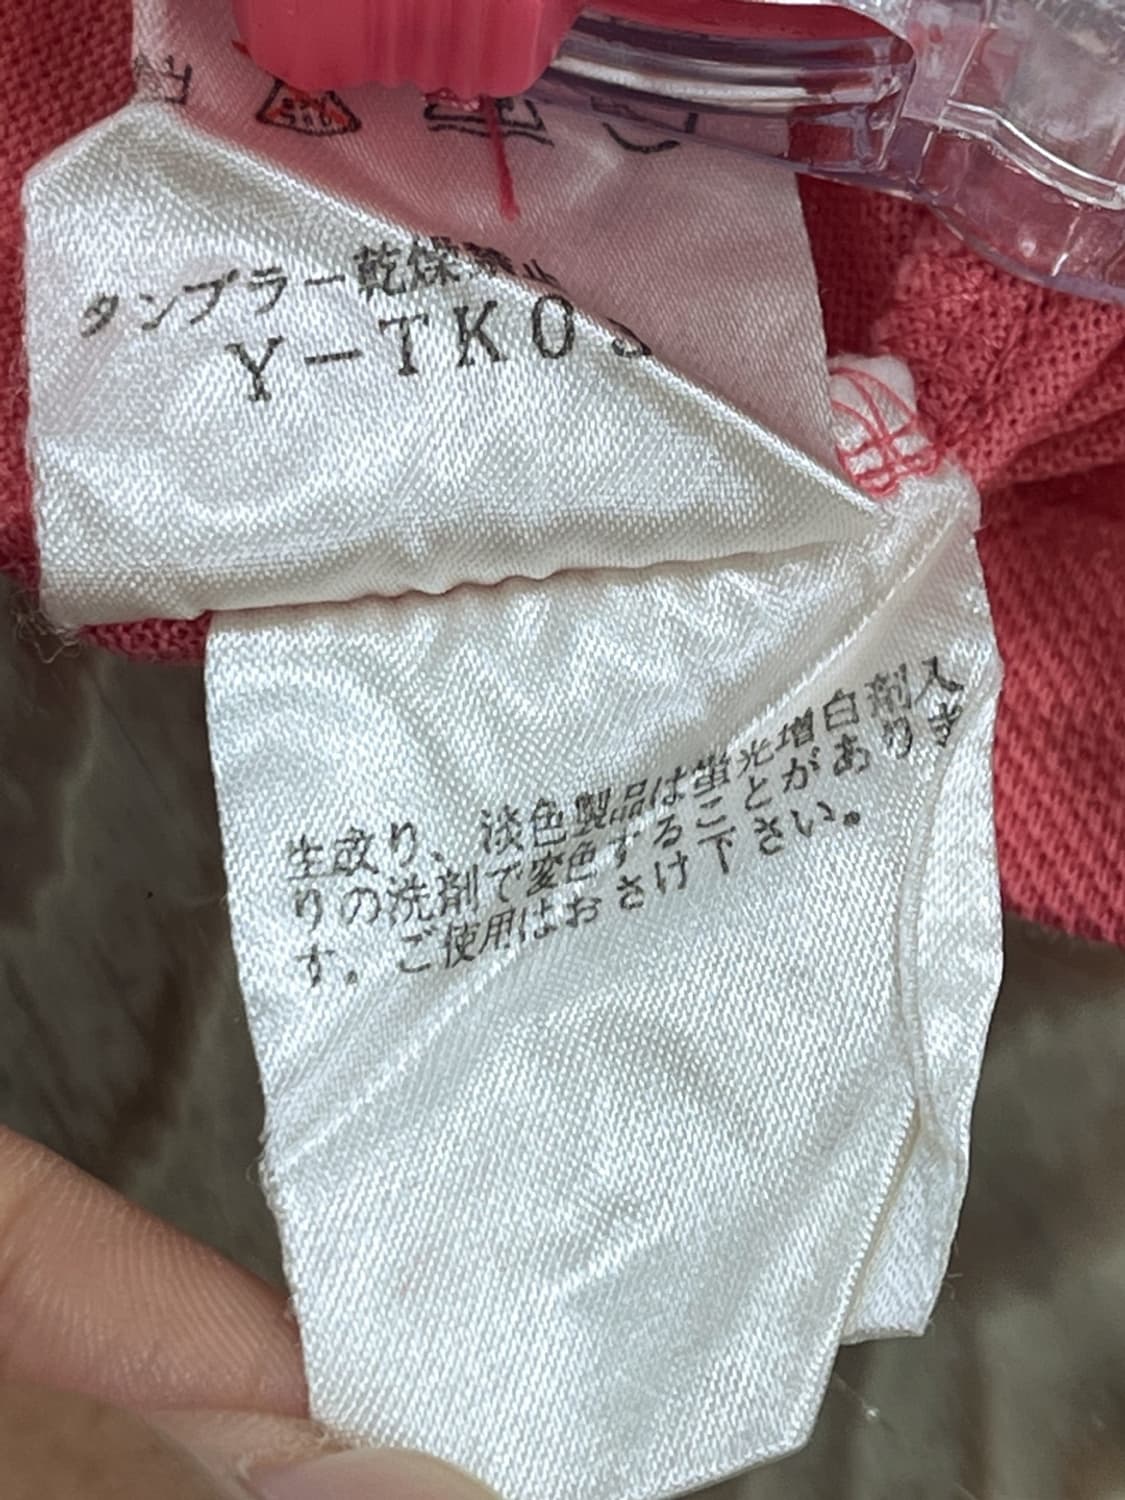 タンブラー乾燥禁止
Y-TK0
生成り、淡色製品は蛍光増白剤入
りの洗剤で変色することがありま
す。ご使用はおさけ下さい。